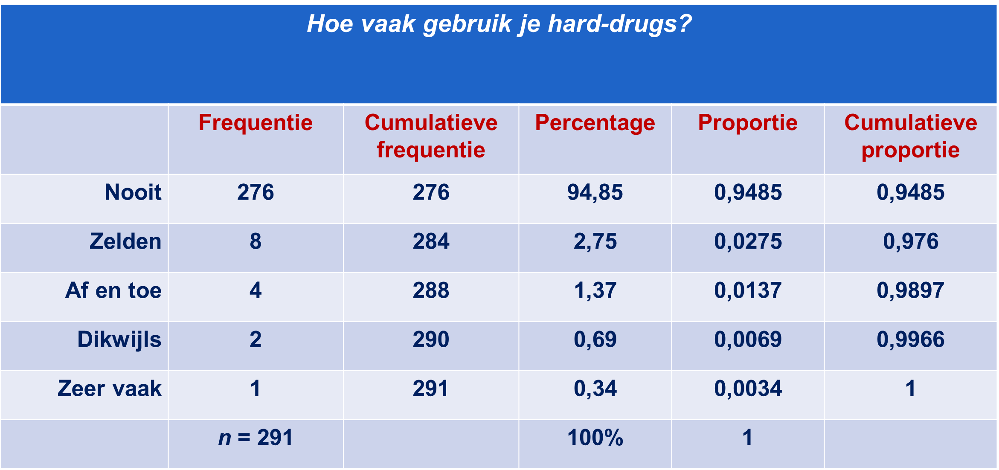 Hoe vaak gebruik je hard-drugs?
Frequentie Cumulatieve frequentie Percentage Proportie Cumulatieve proportie
Nooit 276 276 94,85 0,9485 0,9485
Zelden 8 284 2,75 0,0275 0,976
Af en toe 4 288 1,37 0,0137 0,9897
Dikwijls 2 290 0,69 0,0069 0,9966
Zeer vaak 1 291 0,34 0,0034 1
n = 291 100% 1